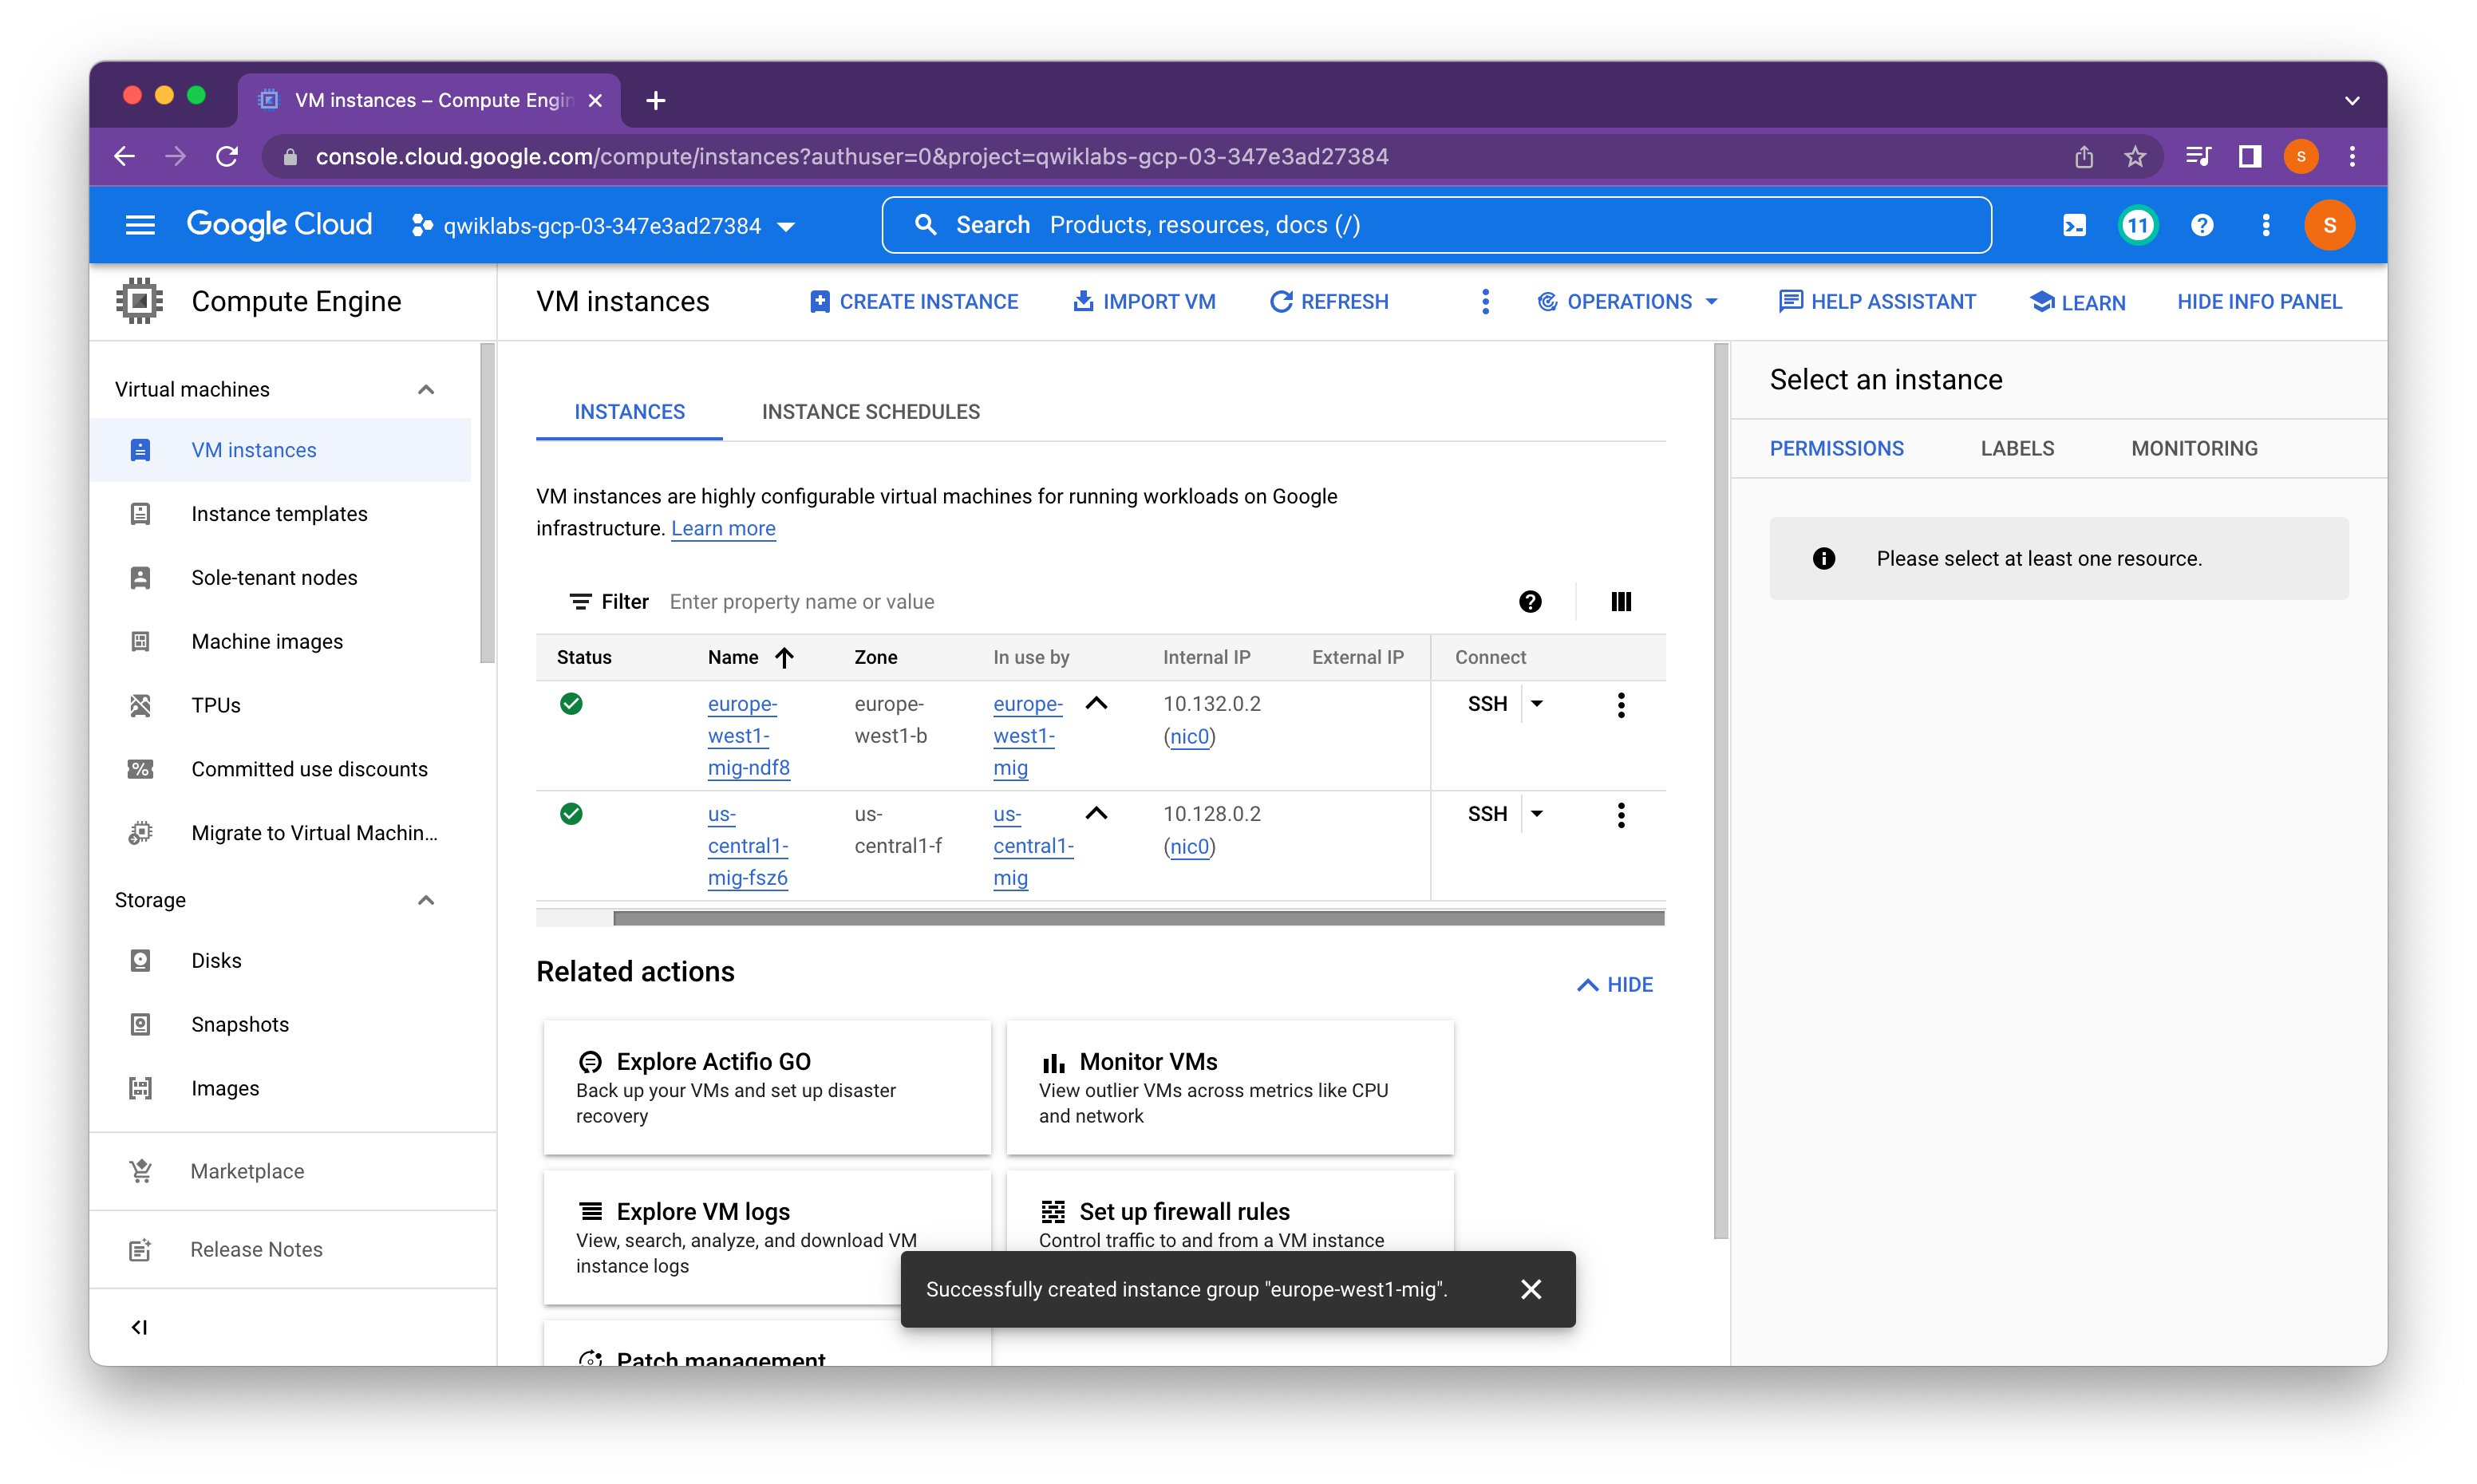 VM instances – Compute Engin
console.cloud.google.com/compute/instances?authuser=0&project=qwiklabs-gcp-03-347e3ad27384
S
Google Cloud
qwiklabs-gcp-03-347e3ad27384
Search Products, resources, docs (/)
11
S
Compute Engine
VM instances
CREATE INSTANCE
IMPORT VM
REFRESH
OPERATIONS
HELP ASSISTANT
LEARN
HIDE INFO PANEL
Virtual machines
VM instances
Instance templates
Sole-tenant nodes
Machine images
TPUs
Committed use discounts
Migrate to Virtual Machin...
Storage
Disks
Snapshots
Images
Marketplace
Release Notes
INSTANCES
INSTANCE SCHEDULES
VM instances are highly configurable virtual machines for running workloads on Google
infrastructure. Learn more
Filter Enter property name or value
Status Name Zone In use by Internal IP External IP Connect
europe- europe- europe- 10.132.0.2 SSH
west1- west1-b west1- (nic0)
mig-ndf8 mig
us- us- us- 10.128.0.2 SSH
central1- central1-f central1- (nic0)
mig-fsz6 mig
Related actions
HIDE
Explore Actifio GO
Back up your VMs and set up disaster
recovery
Monitor VMs
View outlier VMs across metrics like CPU
and network
Explore VM logs
View, search, analyze, and download VM
instance logs
Set up firewall rules
Control traffic to and from a VM instance
Patch management
Successfully created instance group "europe-west1-mig".
Select an instance
PERMISSIONS
LABELS
MONITORING
Please select at least one resource.